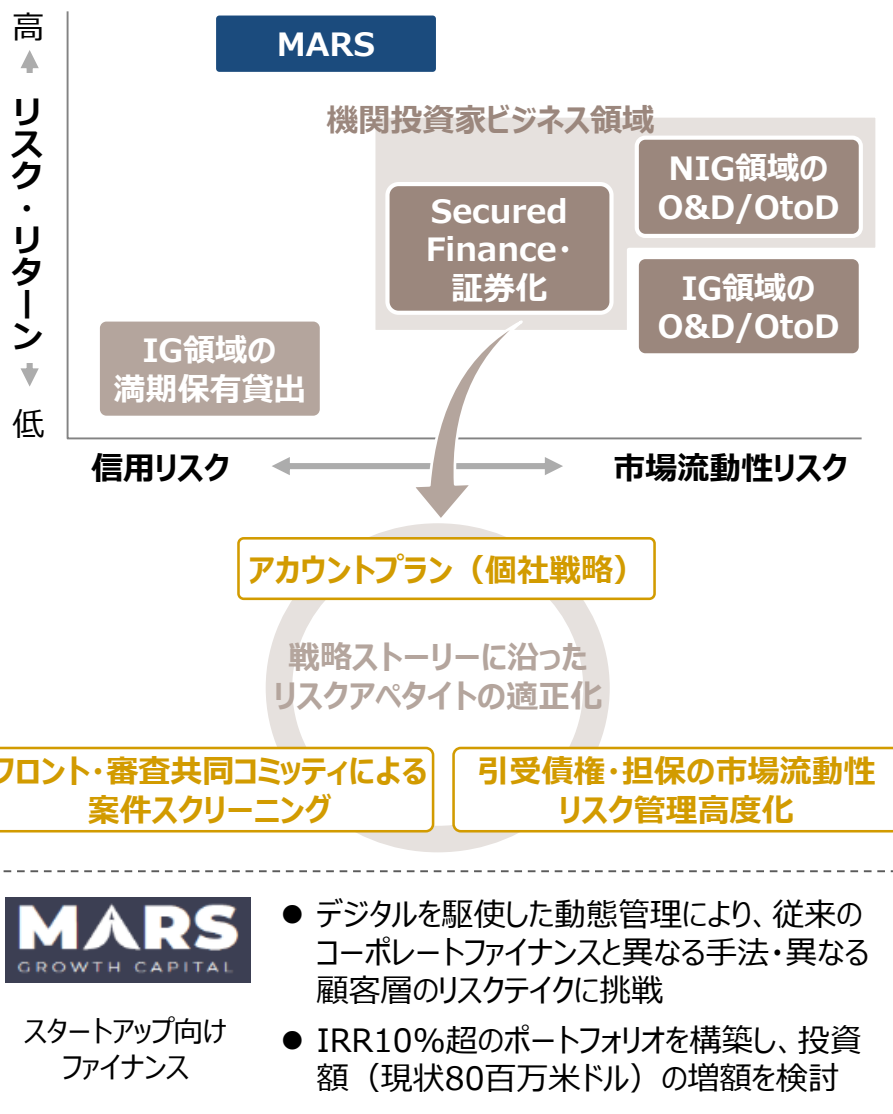 高
リスク・リターン
低
MARS
機関投資家ビジネス領域
NIG領域の
O&D/OtoD
Secured
Finance・
証券化
IG領域の
O&D/OtoD
IG領域の
満期保有貸出
信用リスク
市場流動性リスク
アカウントプラン（個社戦略）
戦略ストーリーに沿った
リスクアペタイトの適正化
フロント・審査共同コミッティによる
案件スクリーニング
引受債権・担保の市場流動性
リスク管理高度化
MARS
GROWTH CAPITAL
スタートアップ向け
ファイナンス
● デジタルを駆使した動態管理により、従来の
コーポレートファイナンスと異なる手法・異なる
顧客層のリスクテイクに挑戦
● IRR10%超のポートフォリオを構築し、投資
額（現状80百万米ドル）の増額を検討